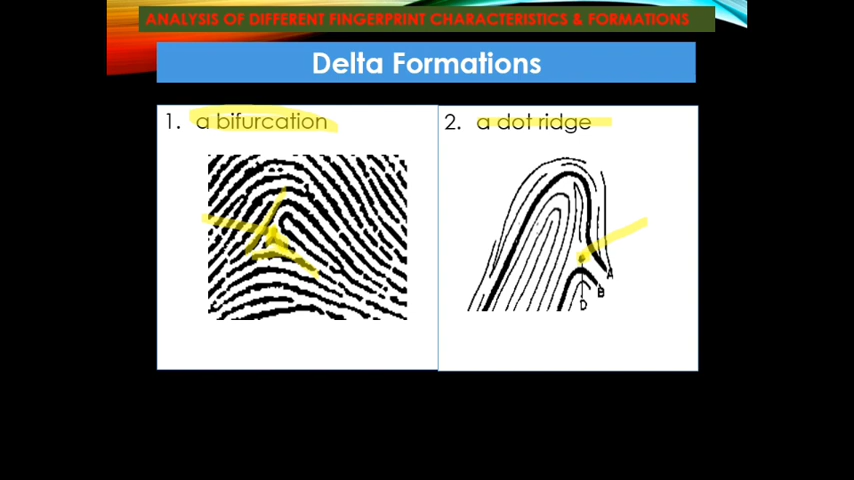 ANALYSIS OF DIFFERENT FINGERPRINT CHARACTERISTICS & FORMATIONS
Delta Formations
1. a bifurcation
2. a dot ridge
A
B
D